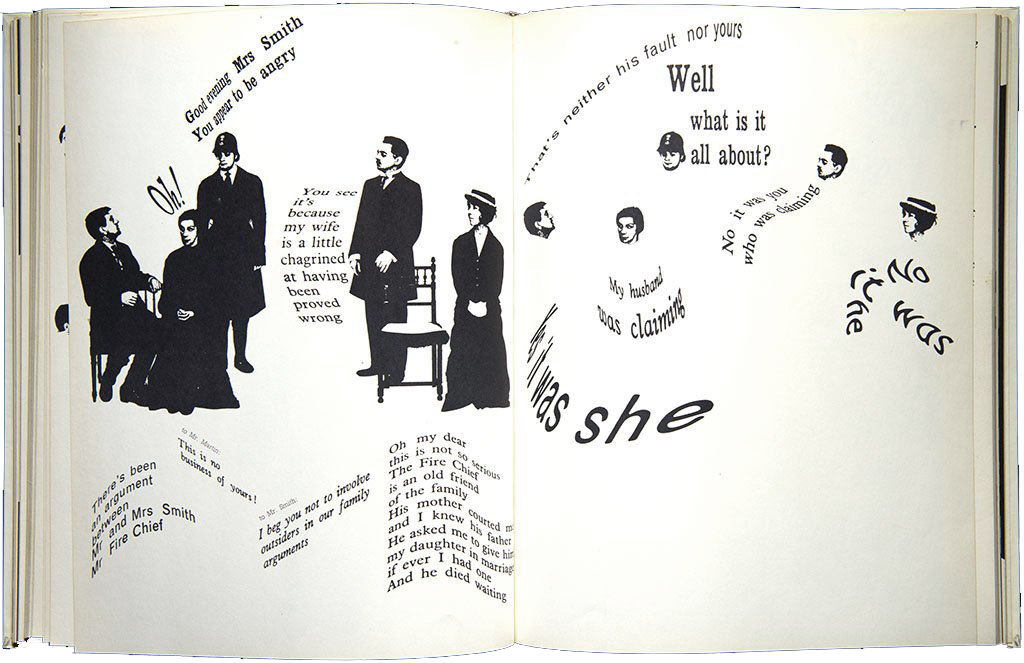 Good evening Mrs Smith
You appear to be angry
Oh!
You see
it's
because
my wife
is a little
chagrined
at having
been
proved
wrong
There's been
an argument
between
Mr and Mrs Smith
Mr Fire Chief
to Mr. Martin:
This is no
business of yours!
to Mr. Smith:
I beg you not to involve
outsiders in our family
arguments
Oh my dear
this is not so serious
The Fire Chief
is an old friend
of the family
His mother courted
and I knew his father
He asked me to give
my daughter in
if ever I had one
And he died waiting
That's neither his fault nor yours
Well
what is it
all about?
No it was you
who was claiming
My husband
was claiming
it was she
No was
it he